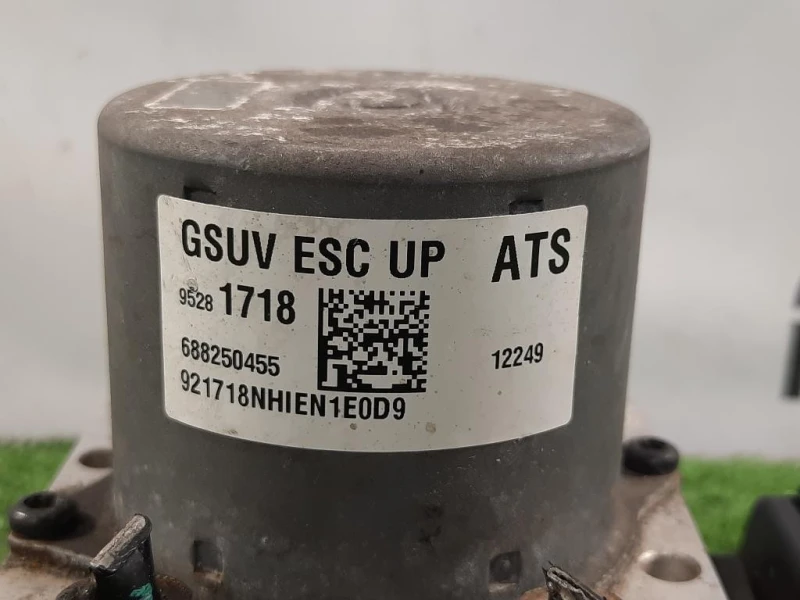 GSUV ESC UP ATS
9528 1718
688250455 12249
921718NHIEN1E0D9